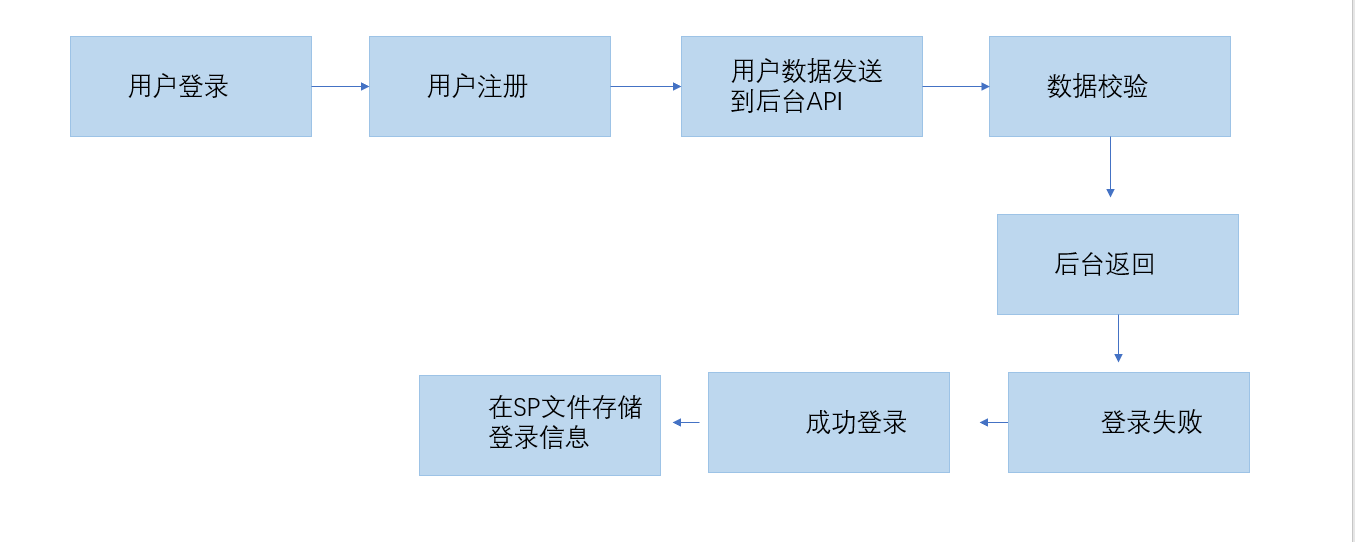 用户登录
用户注册
用户数据发送
到后台API
数据校验
后台返回
登录失败
成功登录
在SP文件存储
登录信息